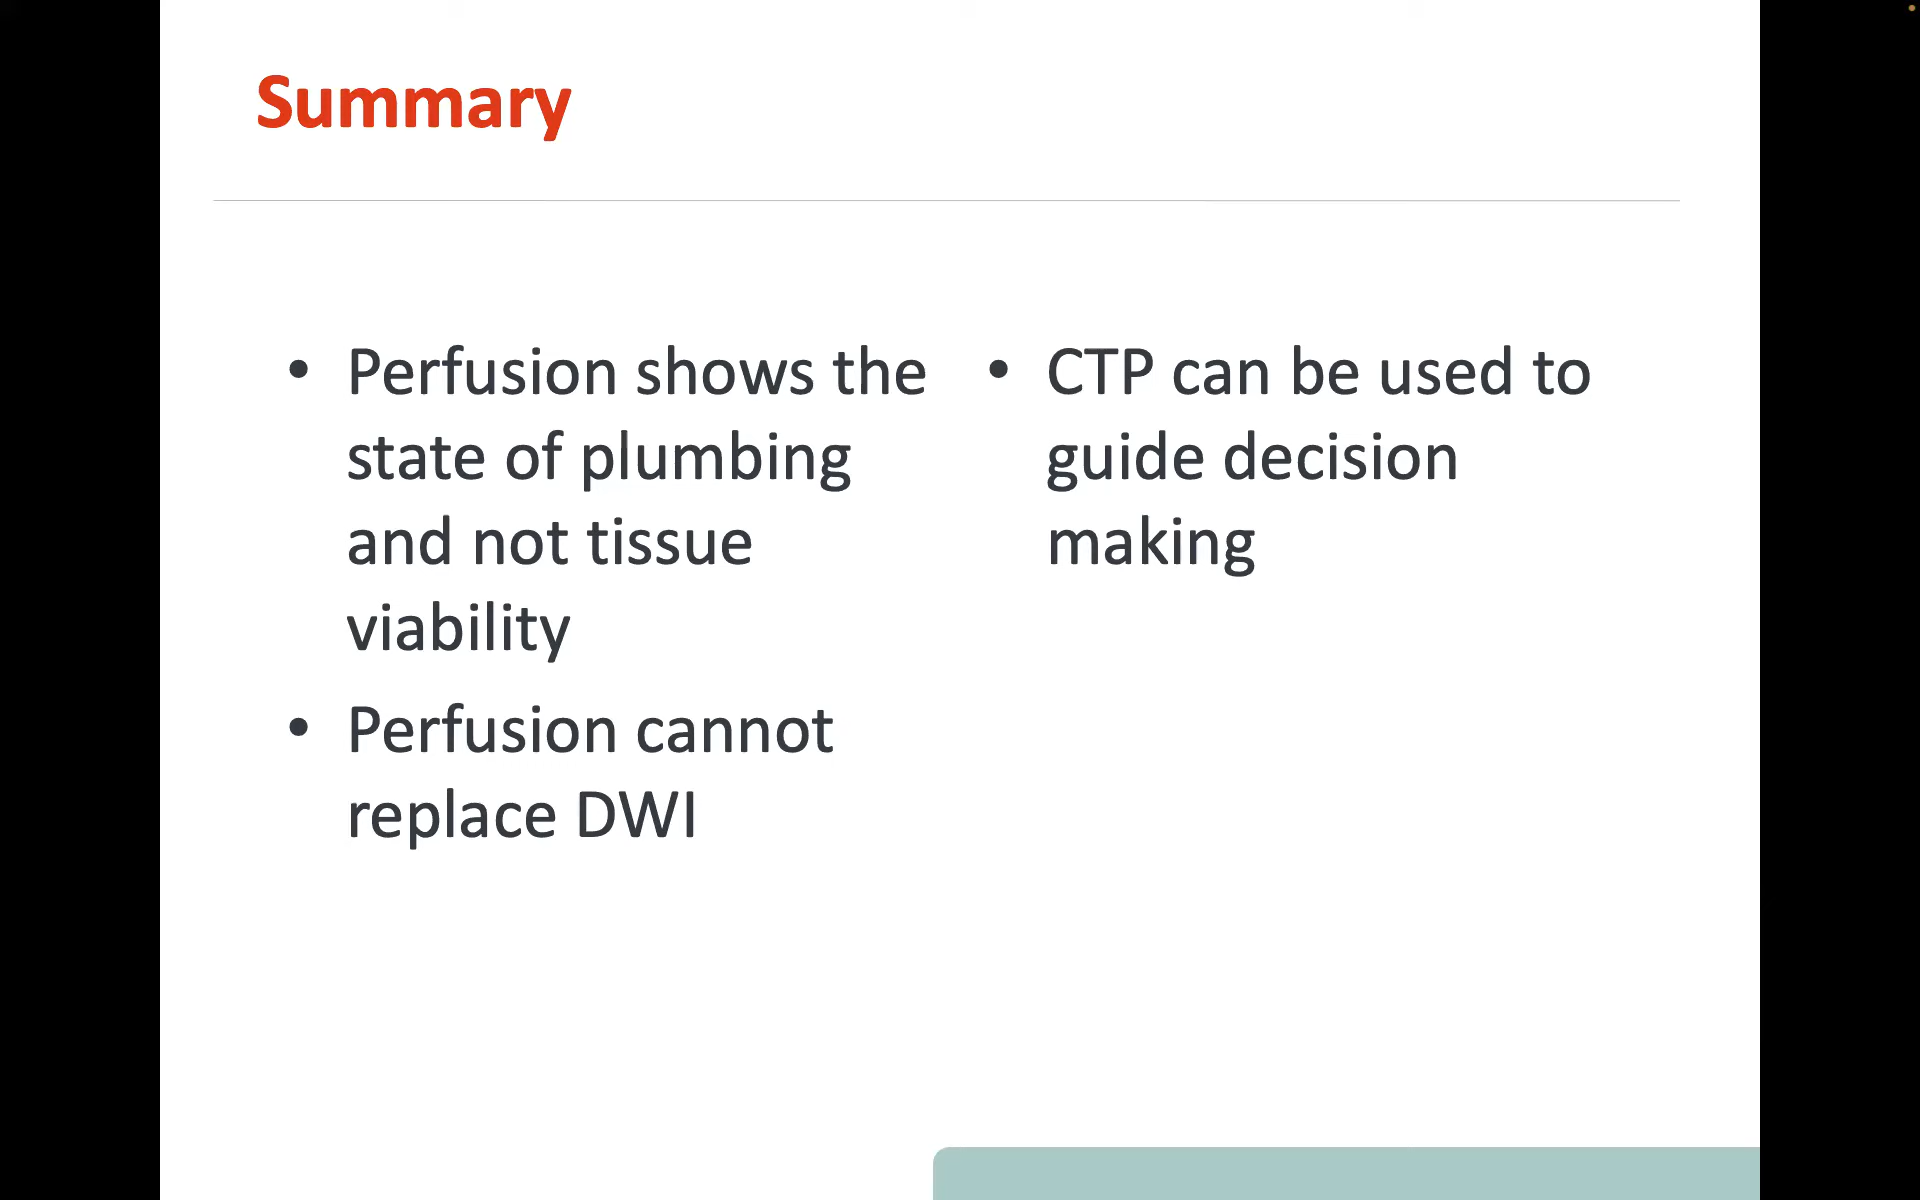 Summary
• Perfusion shows the
state of plumbing
and not tissue
viability
• Perfusion cannot
replace DWI
• CTP can be used to
guide decision
making